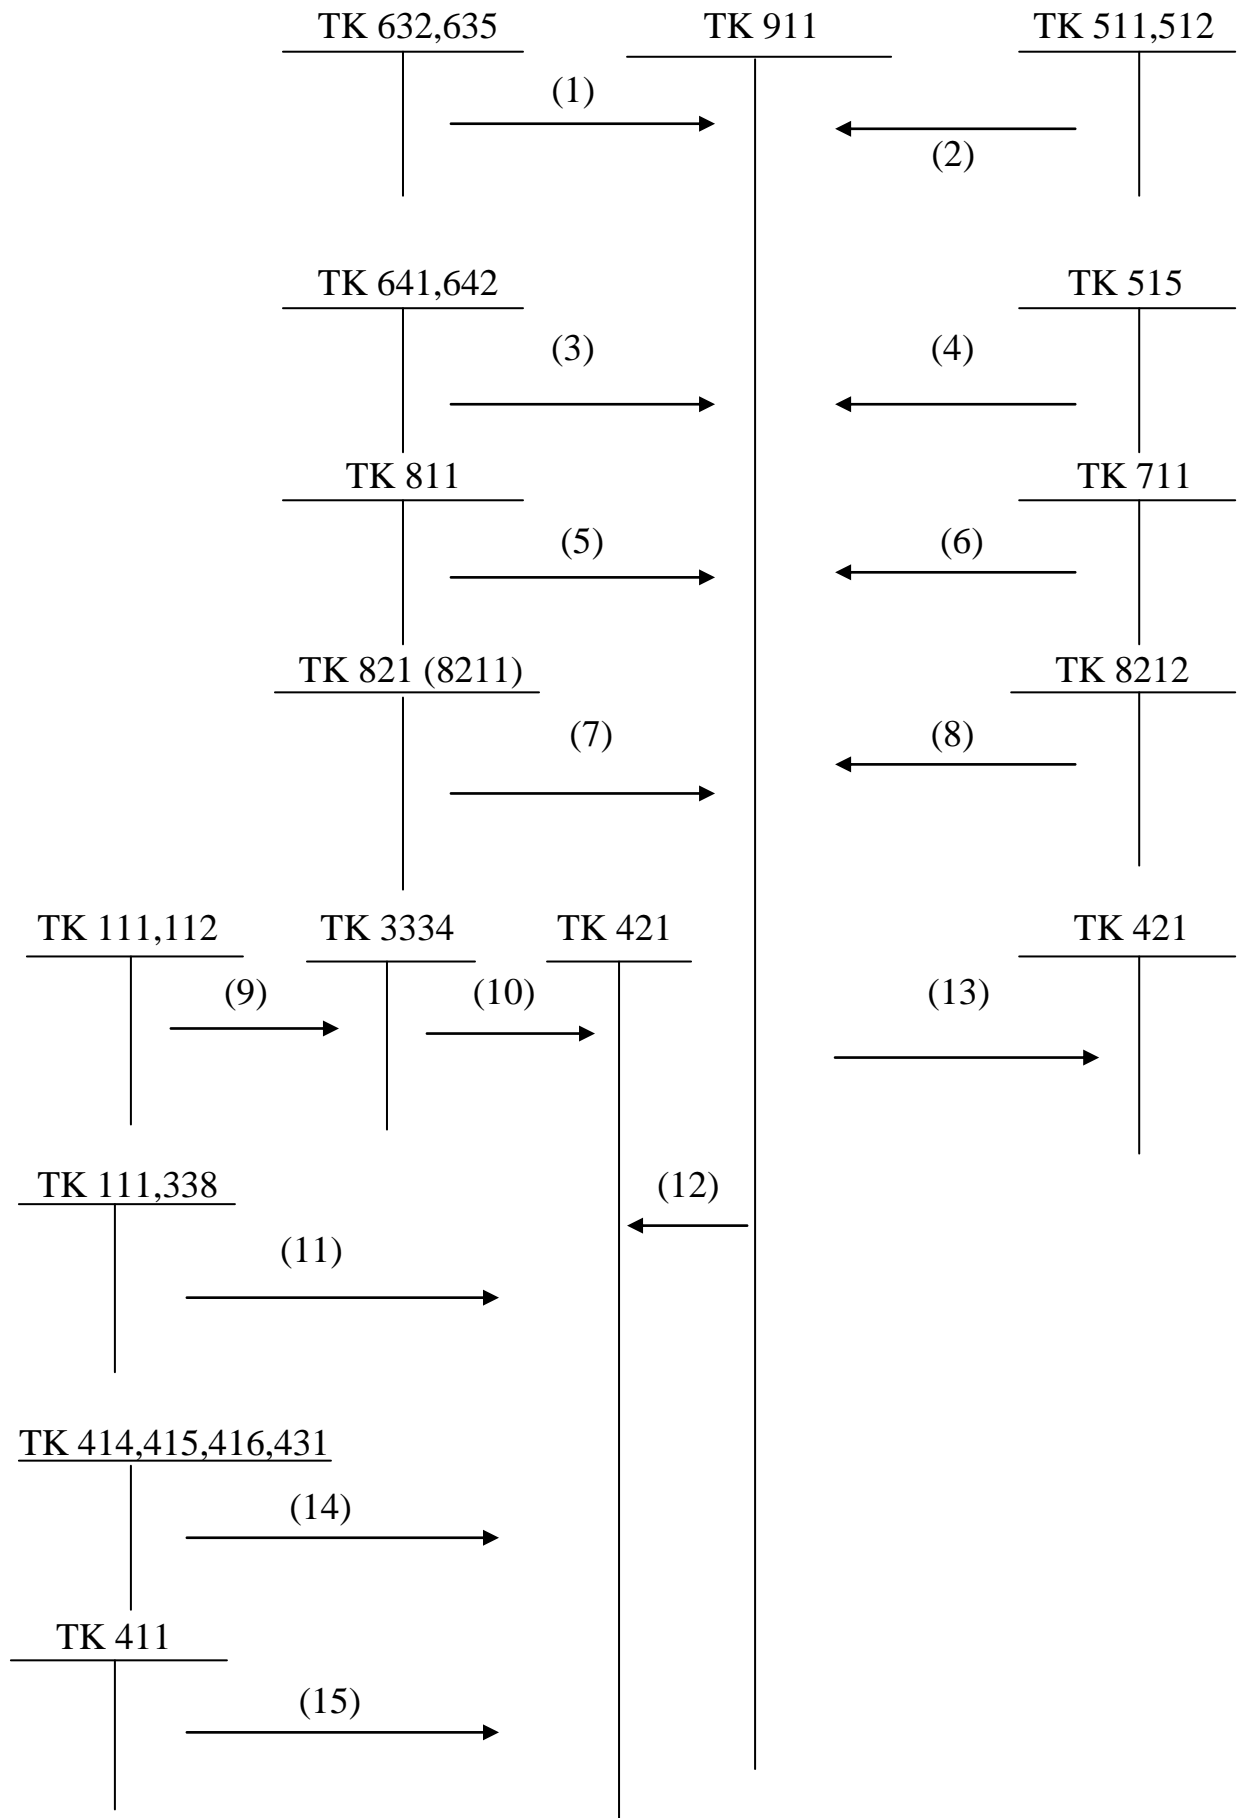 TK 632,635
TK 911
TK 511,512
(1)
(2)
TK 641,642
TK 515
(3)
(4)
TK 811
TK 711
(5)
(6)
TK 821 (8211)
TK 8212
(7)
(8)
TK 111,112
TK 3334
TK 421
TK 421
(9)
(10)
(13)
TK 111,338
(12)
(11)
TK 414,415,416,431
(14)
TK 411
(15)